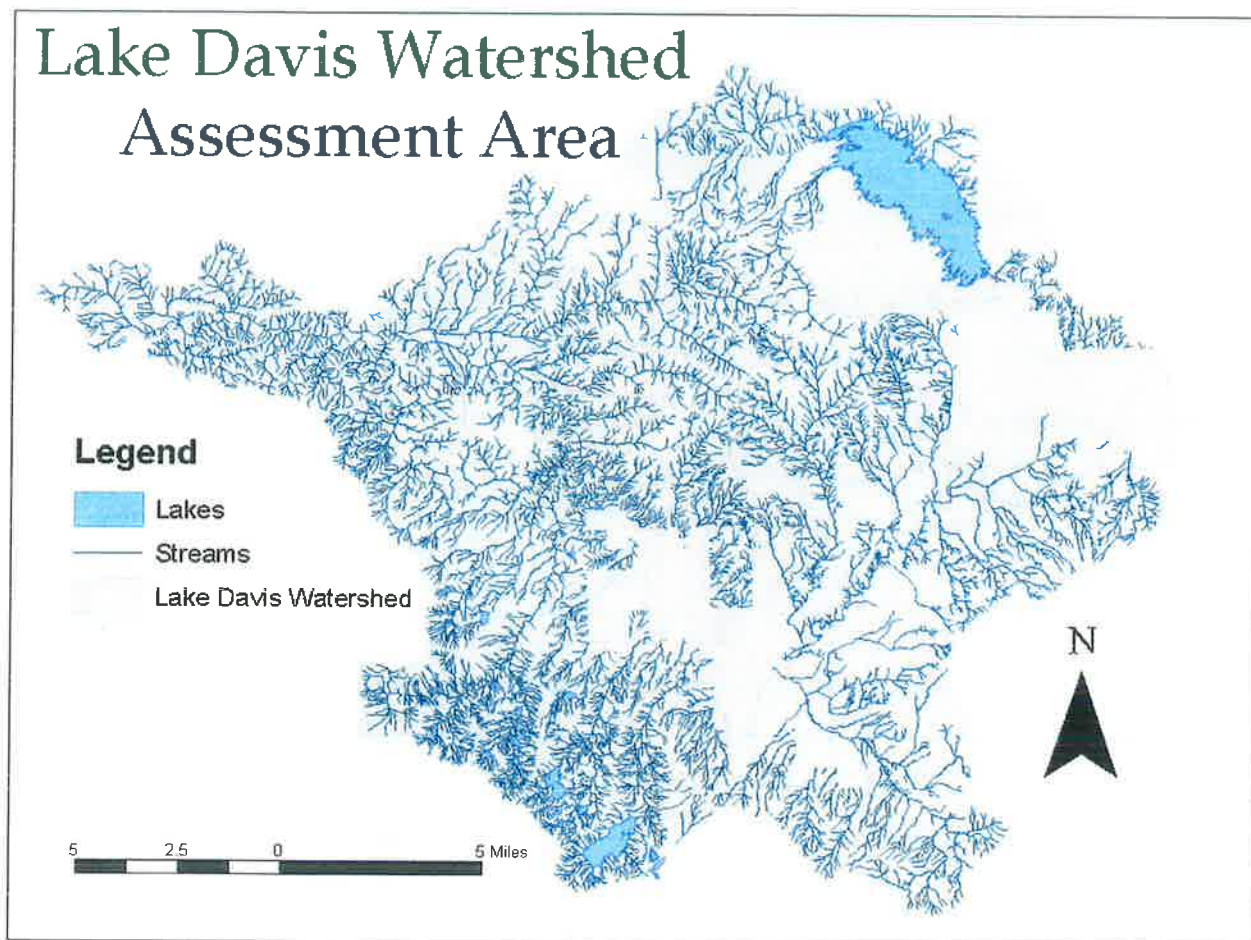 Lake Davis Watershed
Assessment Area
Legend
Lakes
Streams
Lake Davis Watershed
N
5 2.5 0 5 Miles